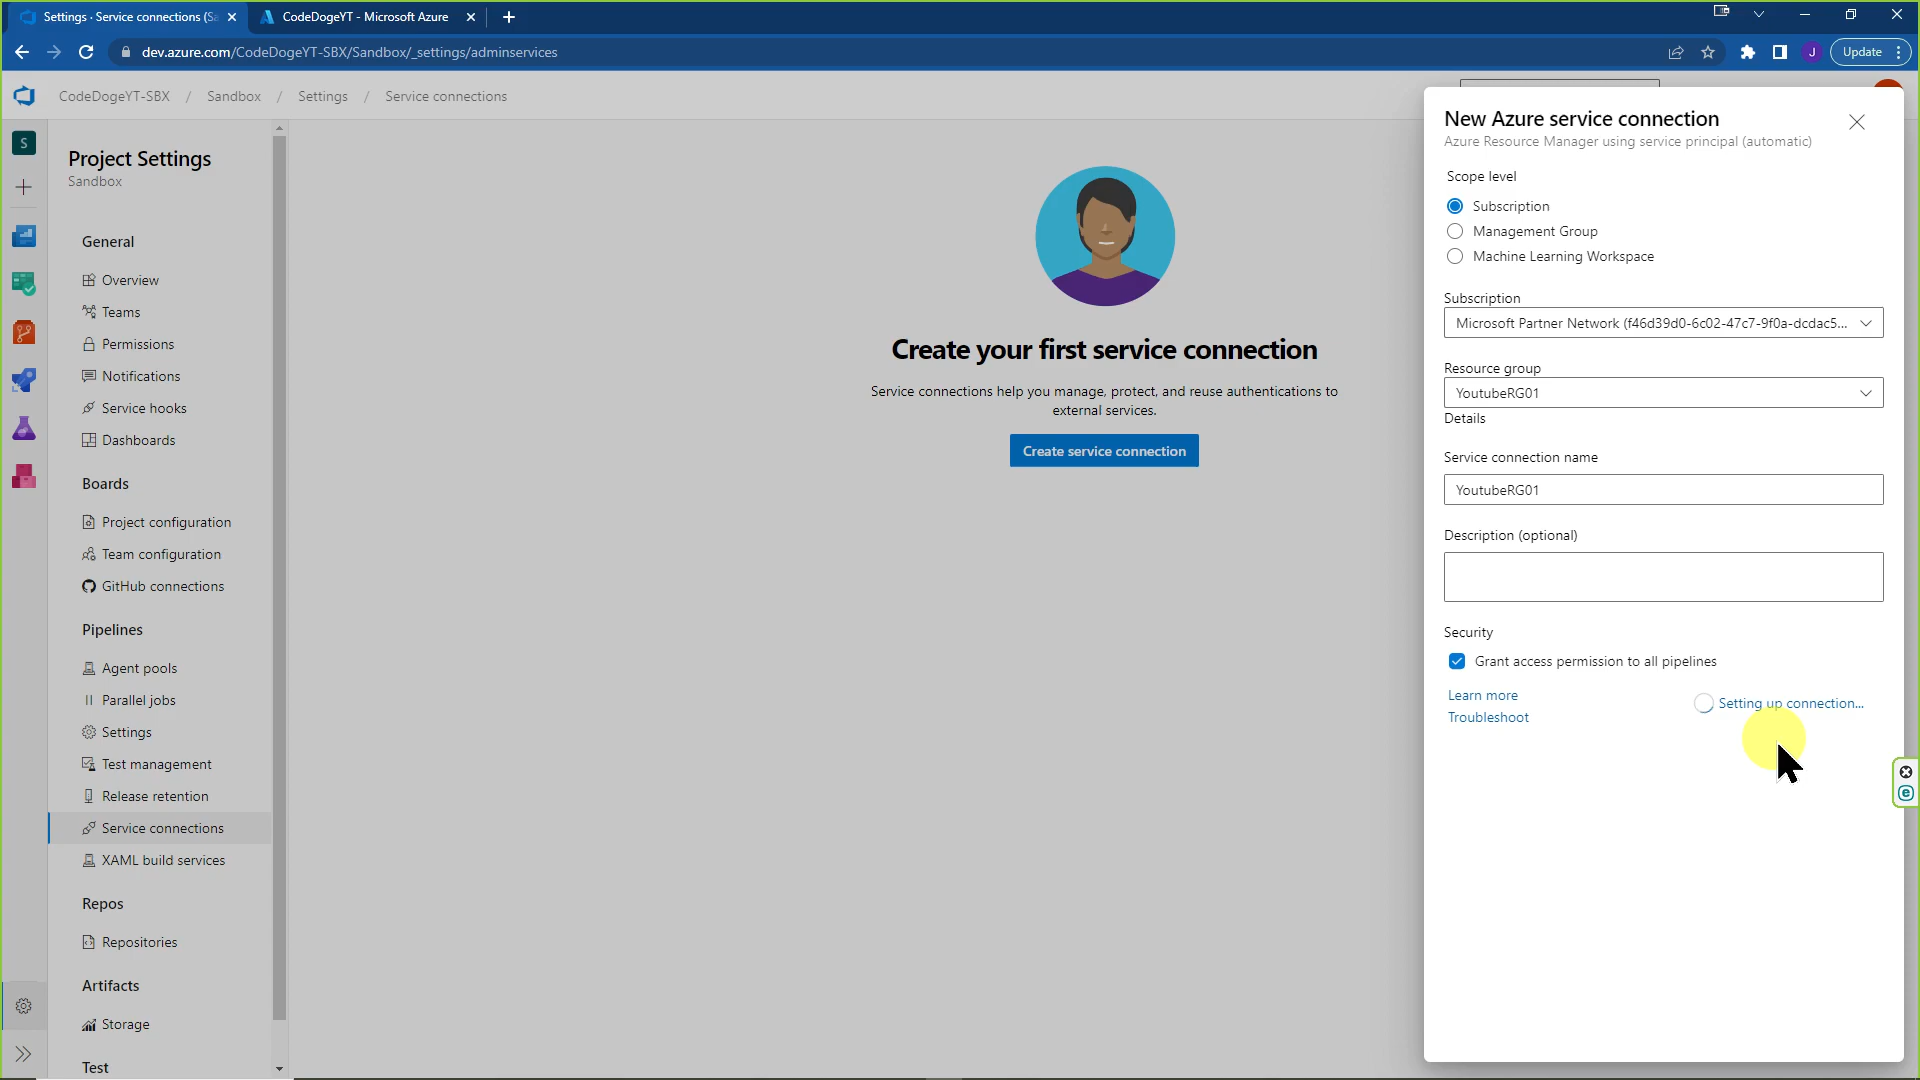 Settings · Service connections (Sa
CodeDogeYT - Microsoft Azure
dev.azure.com/CodeDogeYT-SBX/Sandbox/_settings/adminservices
J
Update
CodeDogeYT-SBX / Sandbox / Settings / Service connections
S
Project Settings
Sandbox
General
Overview
Teams
Permissions
Notifications
Service hooks
Dashboards
Boards
Project configuration
Team configuration
GitHub connections
Pipelines
Agent pools
Parallel jobs
Settings
Test management
Release retention
Service connections
XAML build services
Repos
Repositories
Artifacts
Storage
Test
Create your first service connection
Service connections help you manage, protect, and reuse authentications to
external services.
Create service connection
New Azure service connection
Azure Resource Manager using service principal (automatic)
Scope level
Subscription
Management Group
Machine Learning Workspace
Subscription
Microsoft Partner Network (f46d39d0-6c02-47c7-9f0a-dcdac5...
Resource group
YoutubeRG01
Details
Service connection name
YoutubeRG01
Description (optional)
Security
Grant access permission to all pipelines
Learn more
Troubleshoot
Setting up connection...